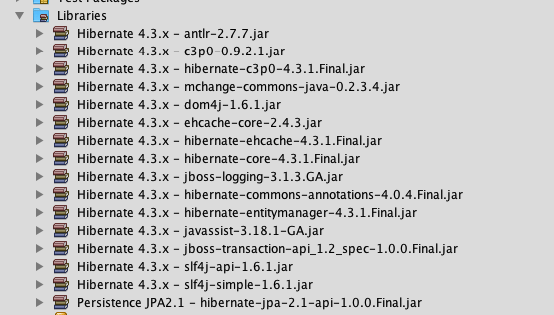 Test Packages
Libraries
Hibernate 4.3.x - antlr-2.7.7.jar
Hibernate 4.3.x - c3p0-0.9.2.1.jar
Hibernate 4.3.x - hibernate-c3p0-4.3.1.Final.jar
Hibernate 4.3.x - mchange-commons-java-0.2.3.4.jar
Hibernate 4.3.x - dom4j-1.6.1.jar
Hibernate 4.3.x - ehcache-core-2.4.3.jar
Hibernate 4.3.x - hibernate-ehcache-4.3.1.Final.jar
Hibernate 4.3.x - hibernate-core-4.3.1.Final.jar
Hibernate 4.3.x - jboss-logging-3.1.3.GA.jar
Hibernate 4.3.x - hibernate-commons-annotations-4.0.4.Final.jar
Hibernate 4.3.x - hibernate-entitymanager-4.3.1.Final.jar
Hibernate 4.3.x - javassist-3.18.1-GA.jar
Hibernate 4.3.x - jboss-transaction-api_1.2_spec-1.0.0.Final.jar
Hibernate 4.3.x - slf4j-api-1.6.1.jar
Hibernate 4.3.x - slf4j-simple-1.6.1.jar
Persistence JPA2.1 - hibernate-jpa-2.1-api-1.0.0.Final.jar